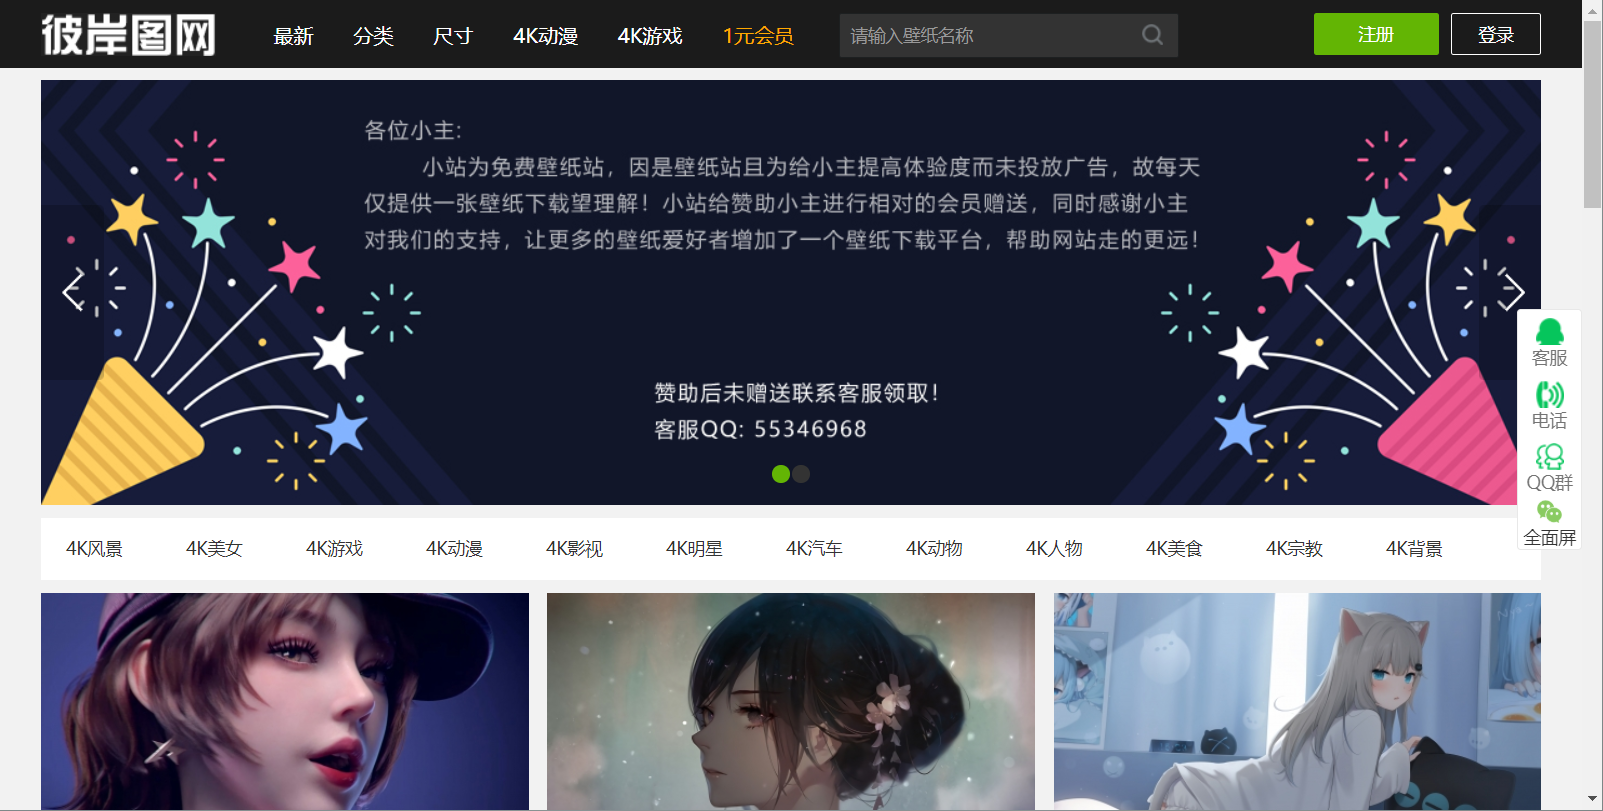 彼岸图网
最新 分类 尺寸 4K动漫 4K游戏 1元会员 请输入壁纸名称 注册 登录
各位小主:
小站为免费壁纸站，因是壁纸站且为给小主提高体验度而未投放广告，故每天
仅提供一张壁纸下载望理解！小站给赞助小主进行相对的会员赠送，同时感谢小主
对我们的支持，让更多的壁纸爱好者增加了一个壁纸下载平台，帮助网站走的更远！
赞助后未赠送联系客服领取！
客服QQ: 55346968
客服
电话
QQ群
全面屏
4K风景 4K美女 4K游戏 4K动漫 4K影视 4K明星 4K汽车 4K动物 4K人物 4K美食 4K宗教 4K背景